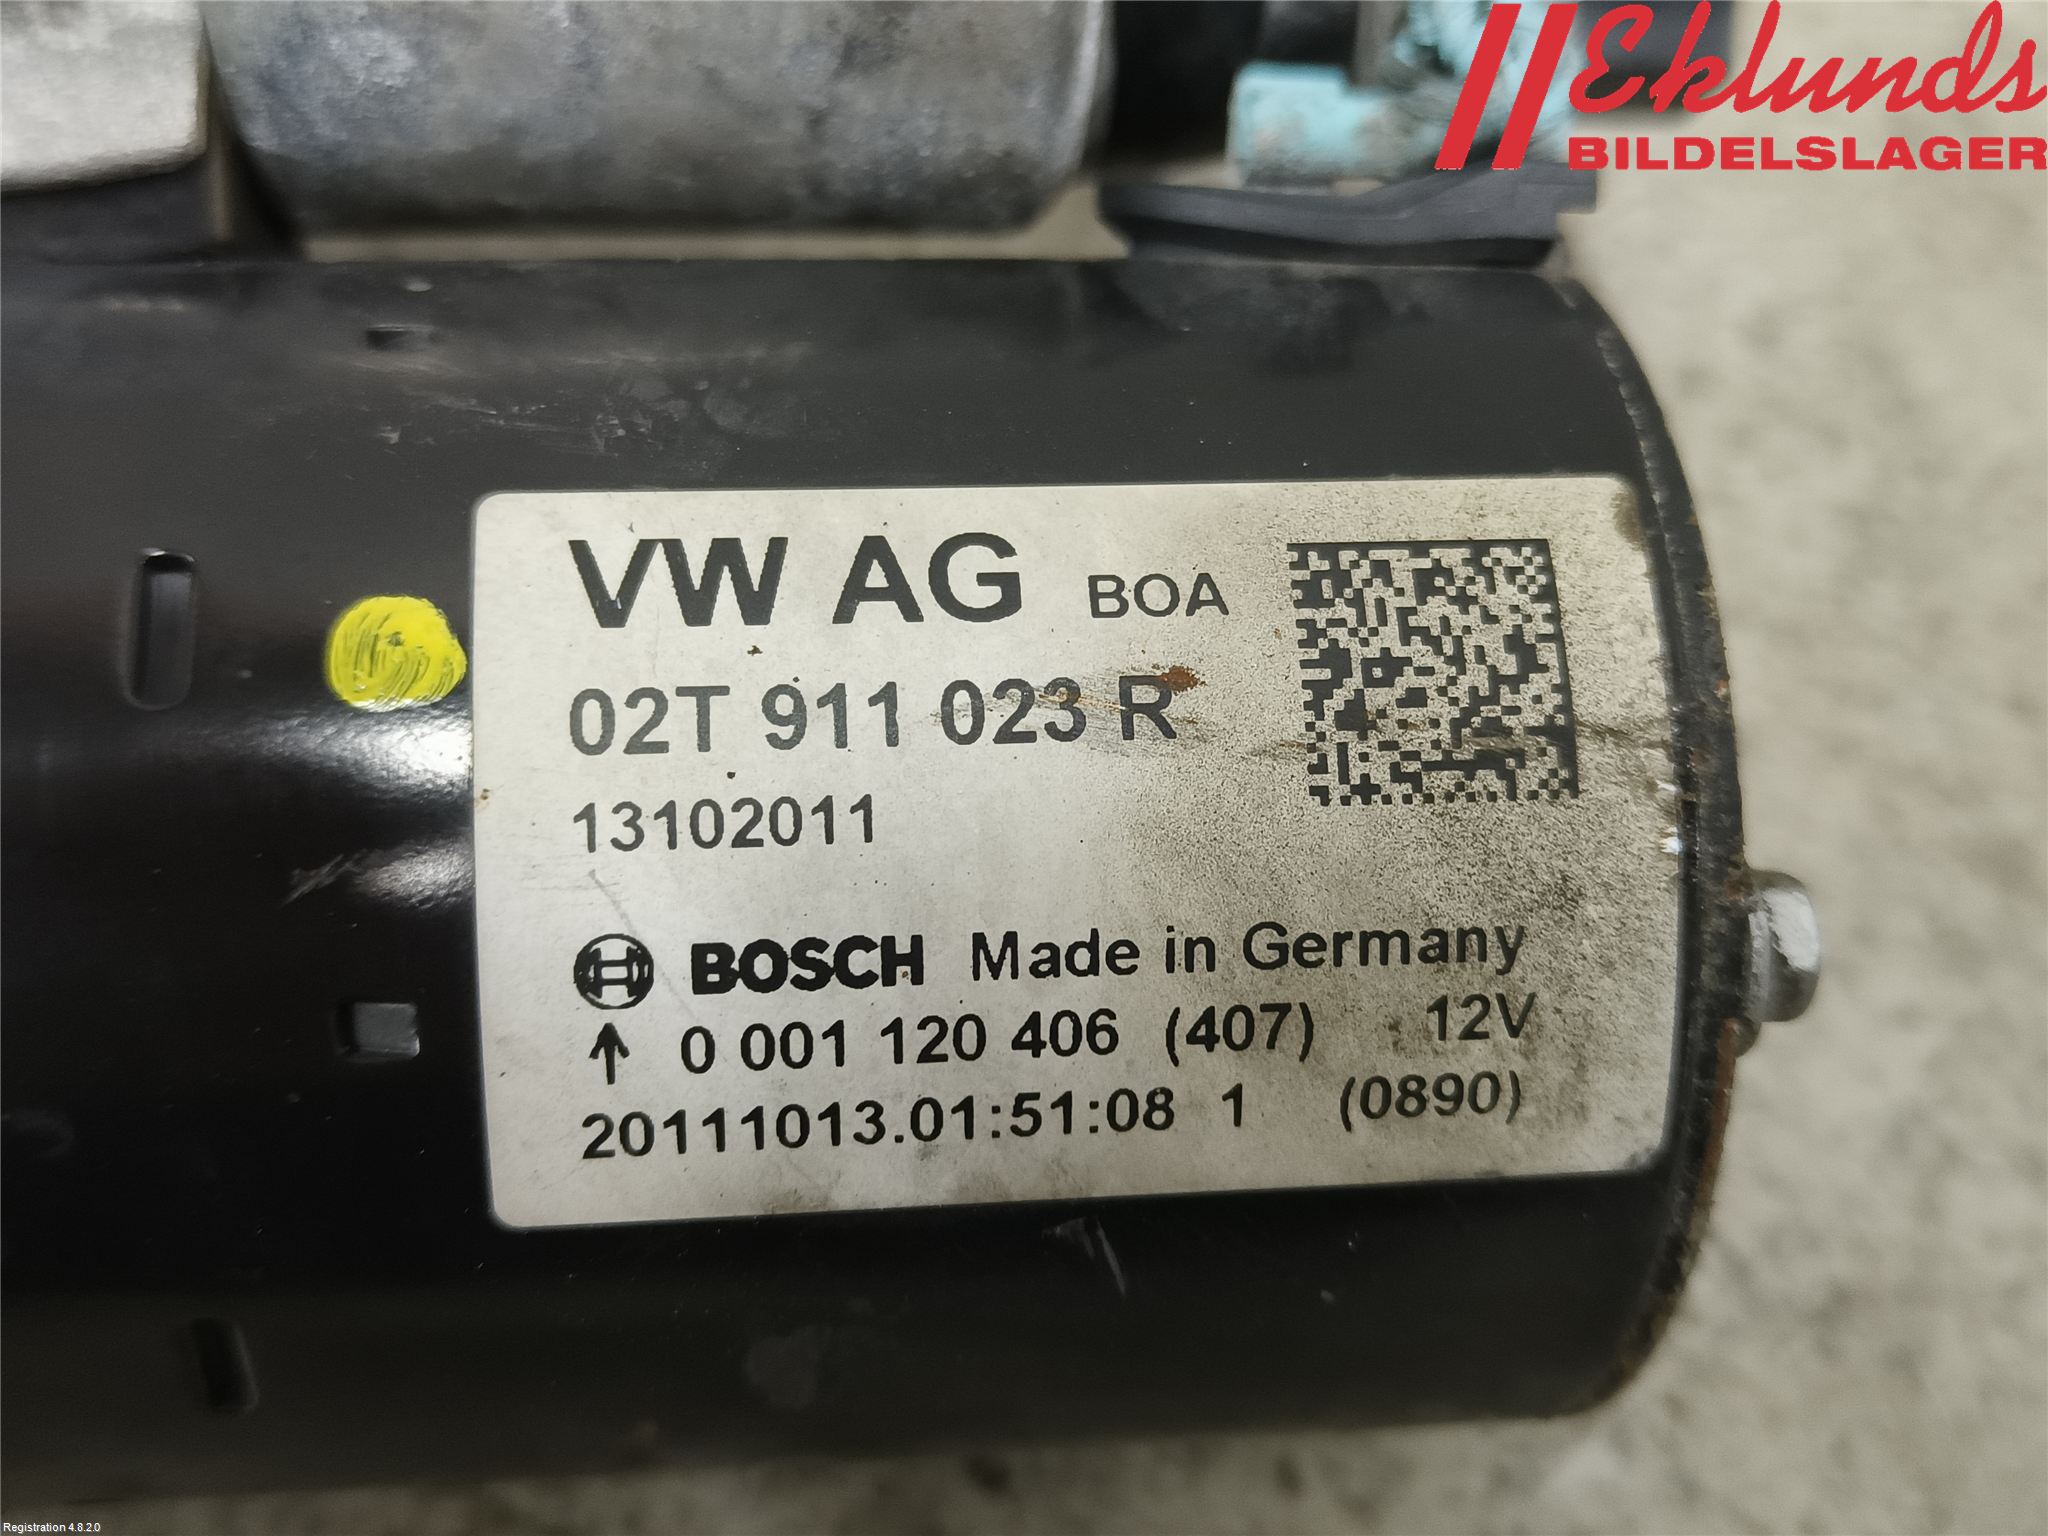 Eklunds
BILDELSLAGER
VW AG BOA
02T 911 023 R
13102011
BOSCH Made in Germany
↑ 0 001 120 406 (407) 12V
20111013.01:51:08 1 (0890)
Registration 4.8.2.0